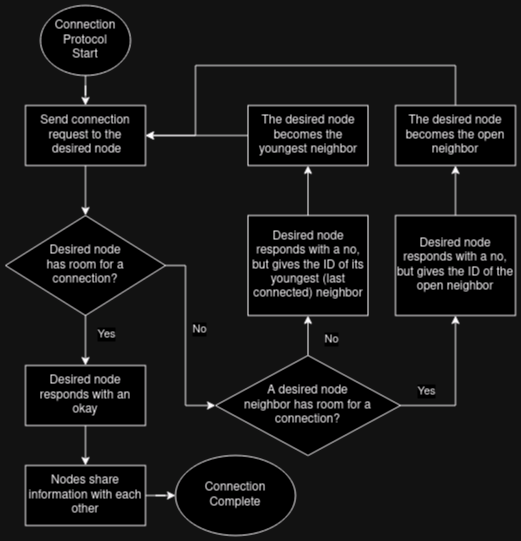 Connection
Protocol
Start
Send connection
request to the
desired node
The desired node
becomes the
youngest neighbor
The desired node
becomes the open
neighbor
Desired node
has room for a
connection?
Desired node
responds with a no,
but gives the ID of its
youngest (last
connected) neighbor
Desired node
responds with a no,
but gives the ID of the
open neighbor
Yes
No
No
Desired node
responds with an
okay
A desired node
neighbor has room for a
connection?
Yes
Nodes share
information with each
other
Connection
Complete